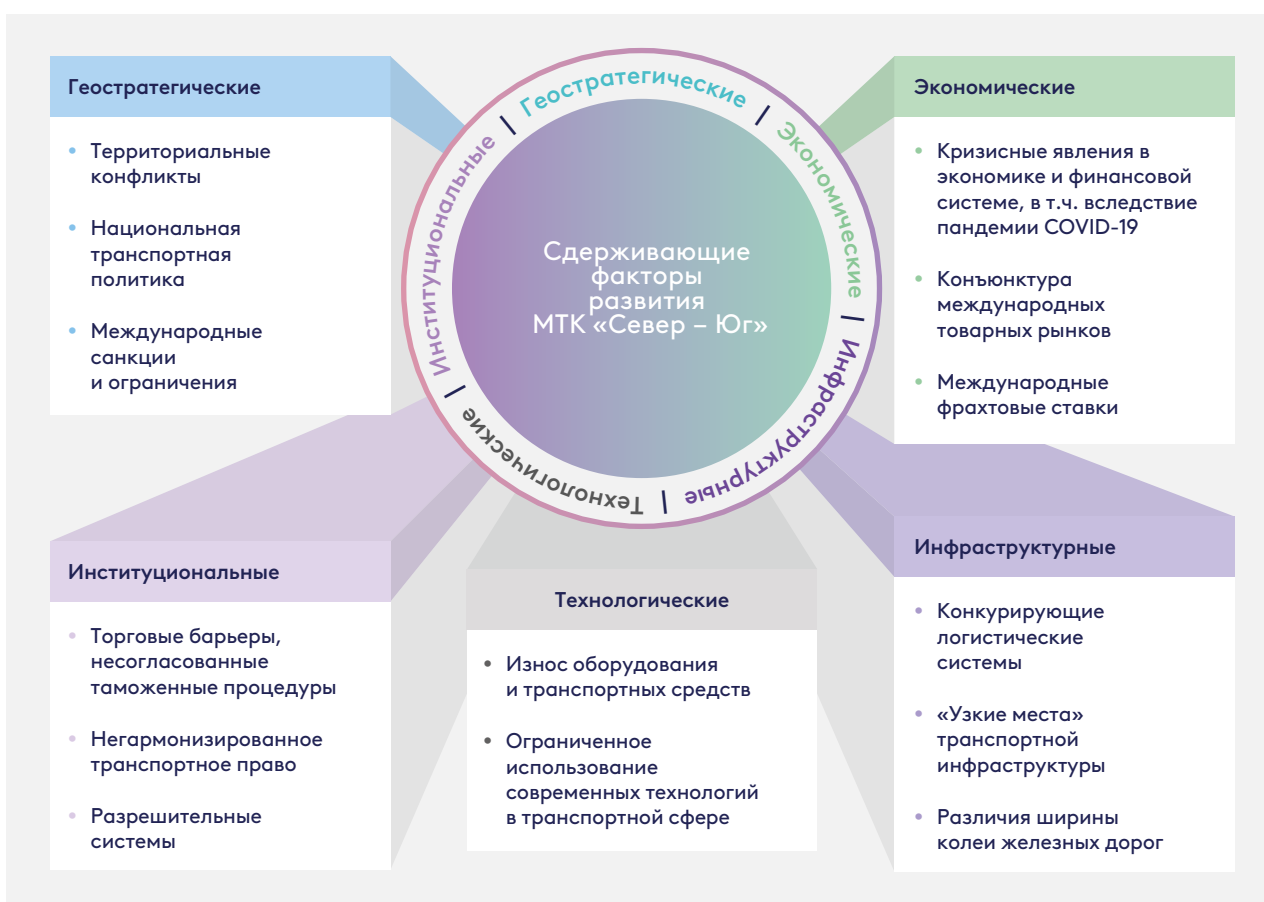 Геостратегические
Территориальные
конфликты
Национальная
транспортная
политика
Международные
санкции
и ограничения
Институциональные | Геостратегические | Экономические | Инфраструктурные | Технологические |
Сдерживающие
факторы
развития
МТК «Север – Юг»
Экономические
Кризисные явления в
экономике и финансовой
системе, в т.ч. вследствие
пандемии COVID-19
Конъюнктура
международных
товарных рынков
Международные
фрахтовые ставки
Институциональные
Торговые барьеры,
несогласованные
таможенные процедуры
Негармонизированное
транспортное право
Разрешительные
системы
Технологические
Износ оборудования
и транспортных средств
Ограниченное
использование
современных технологий
в транспортной сфере
Инфраструктурные
Конкурирующие
логистические
системы
«Узкие места»
транспортной
инфраструктуры
Различия ширины
колеи железных дорог